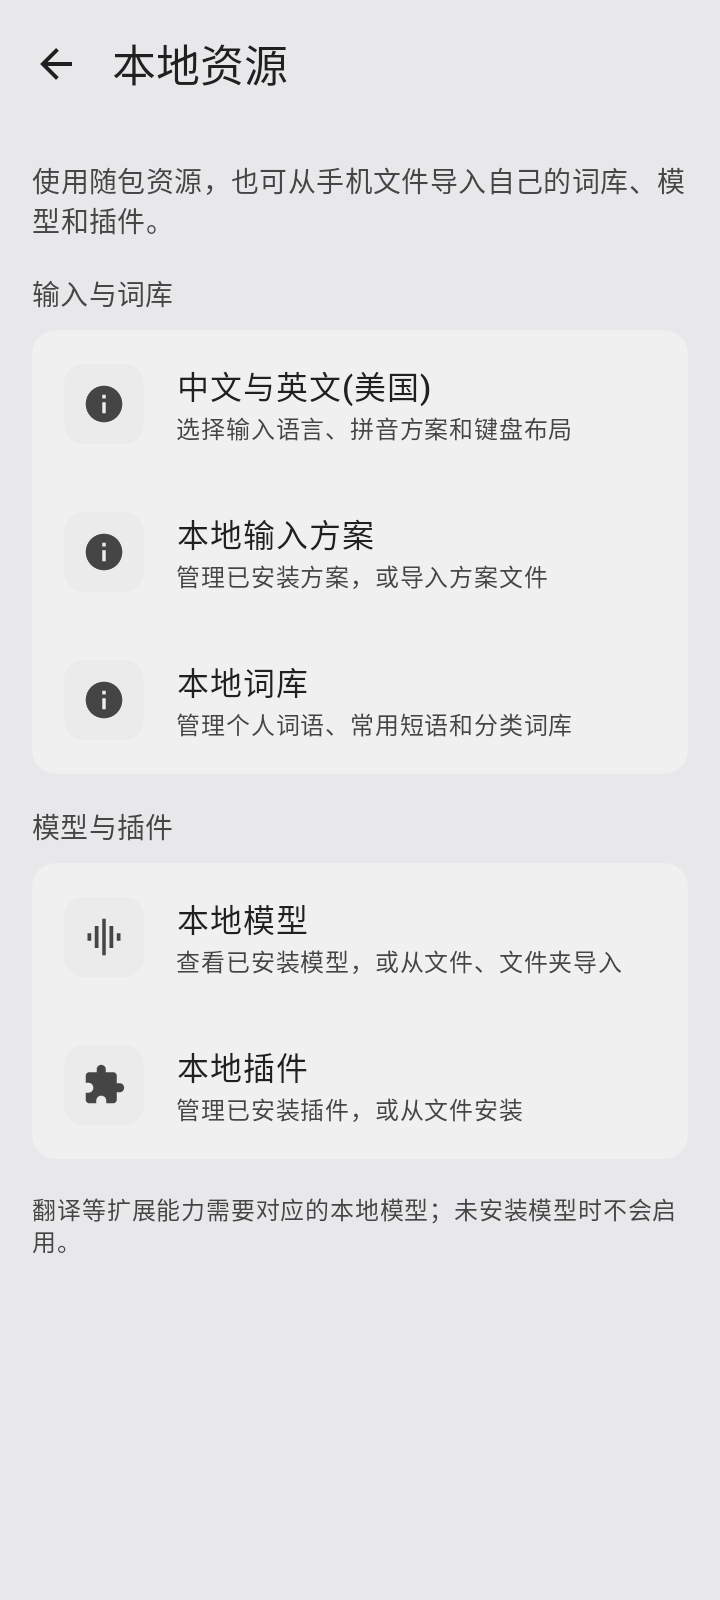 本地资源
使用随包资源，也可从手机文件导入自己的词库、模
型和插件。
输入与词库
中文与英文(美国)
选择输入语言、拼音方案和键盘布局
本地输入方案
管理已安装方案，或导入方案文件
本地词库
管理个人词语、常用短语和分类词库
模型与插件
本地模型
查看已安装模型，或从文件、文件夹导入
本地插件
管理已安装插件，或从文件安装
翻译等扩展能力需要对应的本地模型；未安装模型时不会启
用。